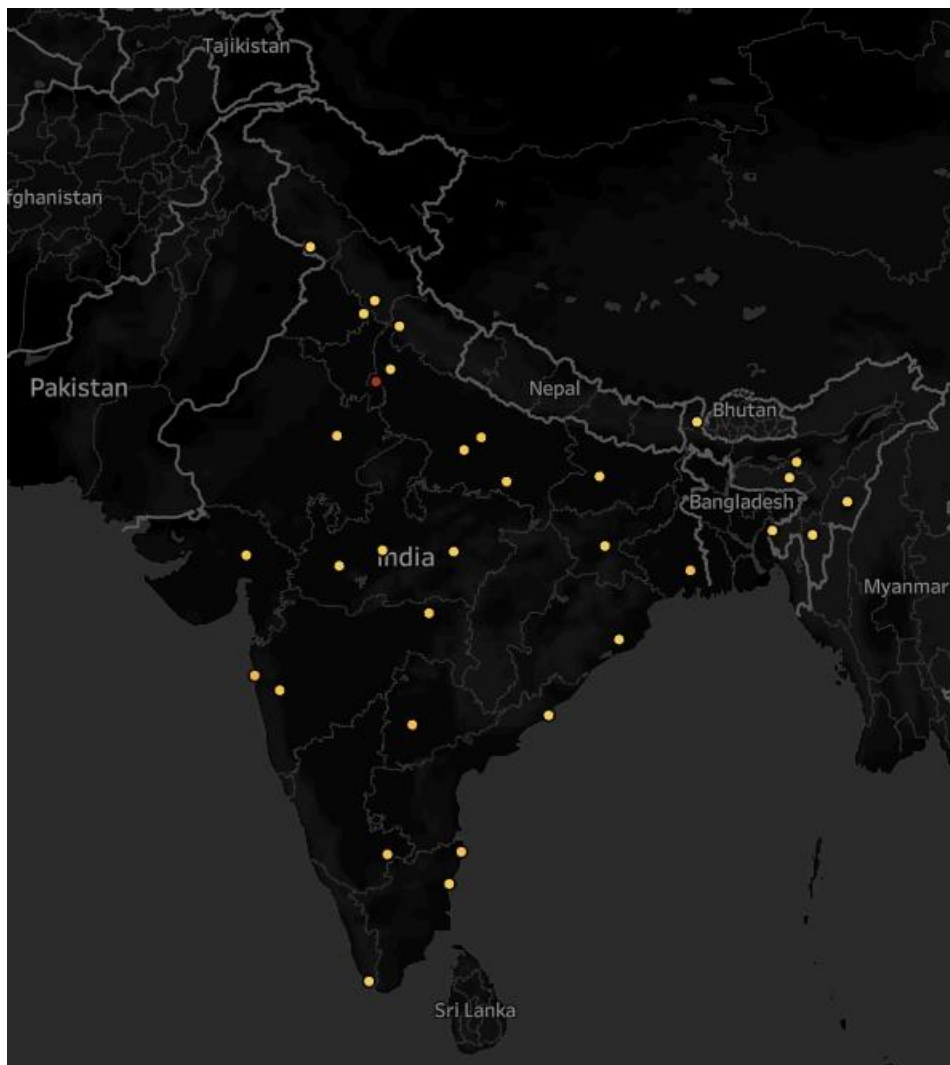 Tajikistan
fghanistan
Pakistan
Nepal
Bhutan
Bangladesh
India
Myanmar
Sri Lanka